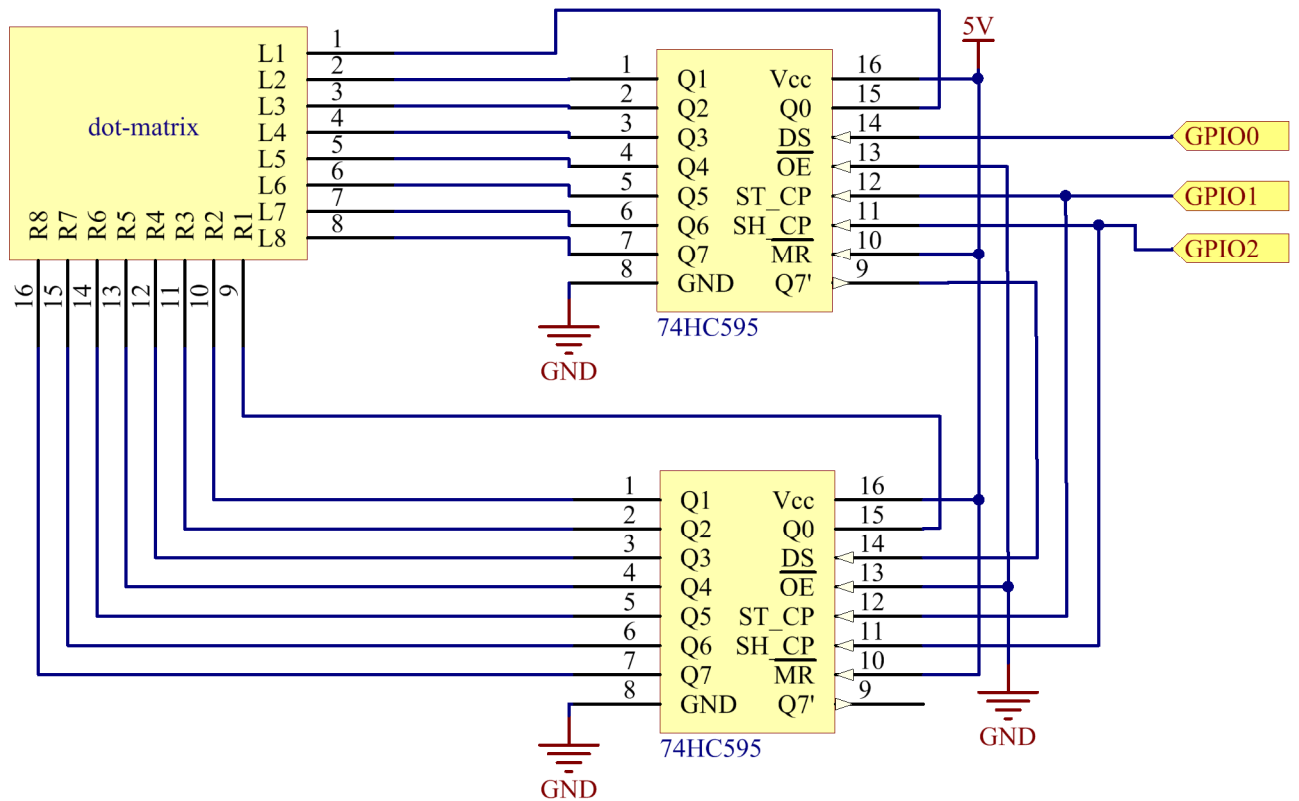 dot-matrix
L1 1
L2 2
L3 3
L4 4
L5 5
L6 6
L7 7
L8 8
R8 R7 R6 R5 R4 R3 R2 R1
16 15 14 13 12 11 10 9
5V
1 Q1 Vcc 16
2 Q2 Q0 15
3 Q3 DS 14 GPIO0
4 Q4 OE 13
5 Q5 ST_CP 12 GPIO1
6 Q6 SH_CP 11
7 Q7 MR 10 GPIO2
8 GND Q7' 9
74HC595
GND
1 Q1 Vcc 16
2 Q2 Q0 15
3 Q3 DS 14
4 Q4 OE 13
5 Q5 ST_CP 12
6 Q6 SH_CP 11
7 Q7 MR 10
8 GND Q7' 9
74HC595
GND
GND